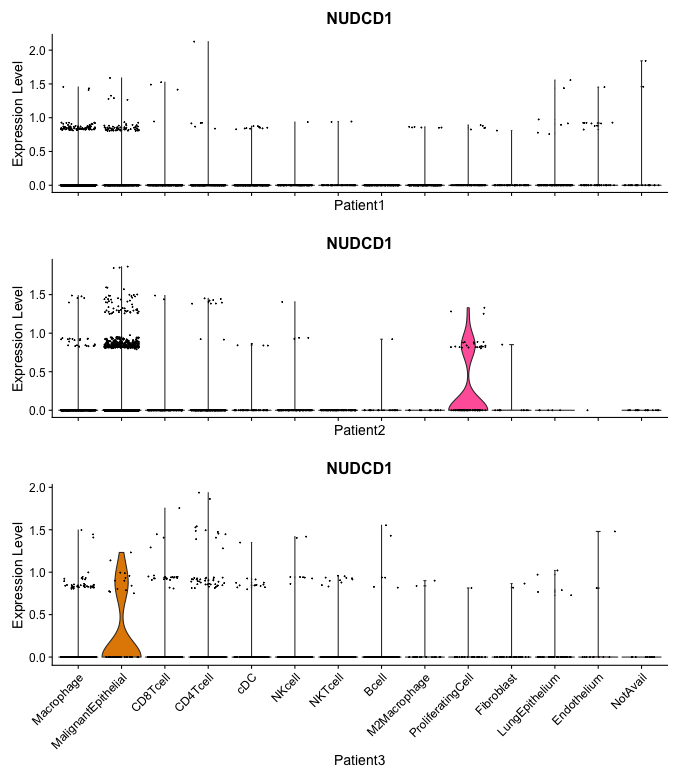 NUDCD1
Expression Level
2.0
1.5
1.0
0.5
0.0
Patient1
NUDCD1
Expression Level
1.5
1.0
0.5
0.0
Patient2
NUDCD1
Expression Level
2.0
1.5
1.0
0.5
0.0
Macrophage
MalignantEpithelial
CD8Tcell
CD4Tcell
cDC
NKcell
NKTcell
Bcell
M2Macrophage
ProliferatingCell
Fibroblast
LungEpithelium
Endothelium
NotAvail
Patient3